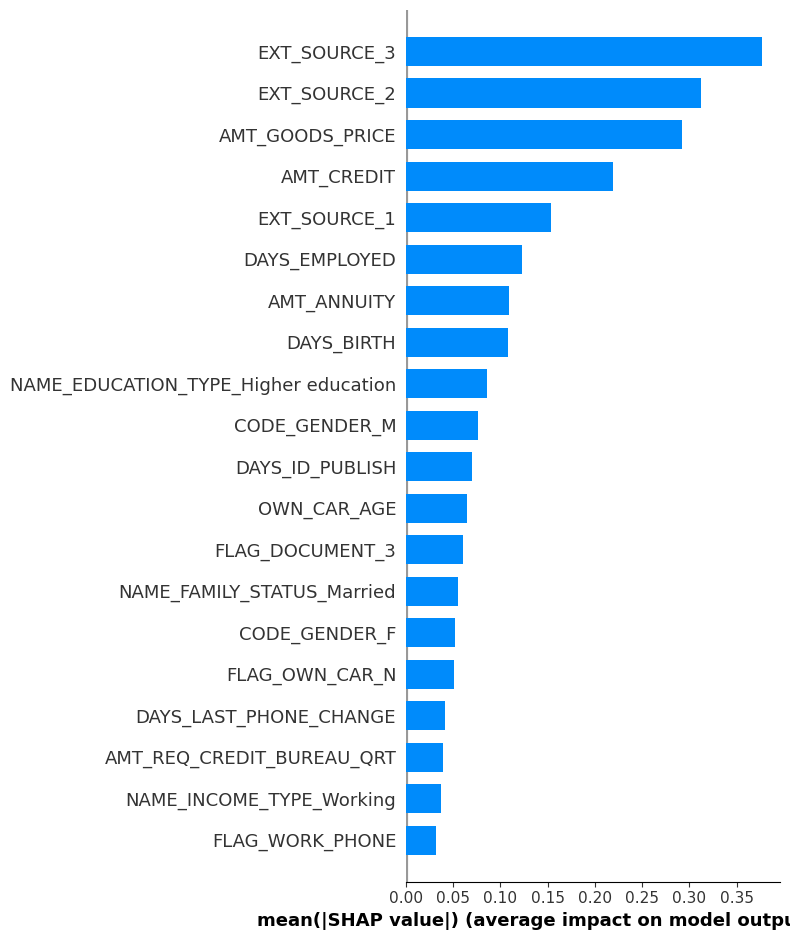 EXT_SOURCE_3
EXT_SOURCE_2
AMT_GOODS_PRICE
AMT_CREDIT
EXT_SOURCE_1
DAYS_EMPLOYED
AMT_ANNUITY
DAYS_BIRTH
NAME_EDUCATION_TYPE_Higher education
CODE_GENDER_M
DAYS_ID_PUBLISH
OWN_CAR_AGE
FLAG_DOCUMENT_3
NAME_FAMILY_STATUS_Married
CODE_GENDER_F
FLAG_OWN_CAR_N
DAYS_LAST_PHONE_CHANGE
AMT_REQ_CREDIT_BUREAU_QRT
NAME_INCOME_TYPE_Working
FLAG_WORK_PHONE
0.00 0.05 0.10 0.15 0.20 0.25 0.30 0.35
mean(|SHAP value|) (average impact on model outpu